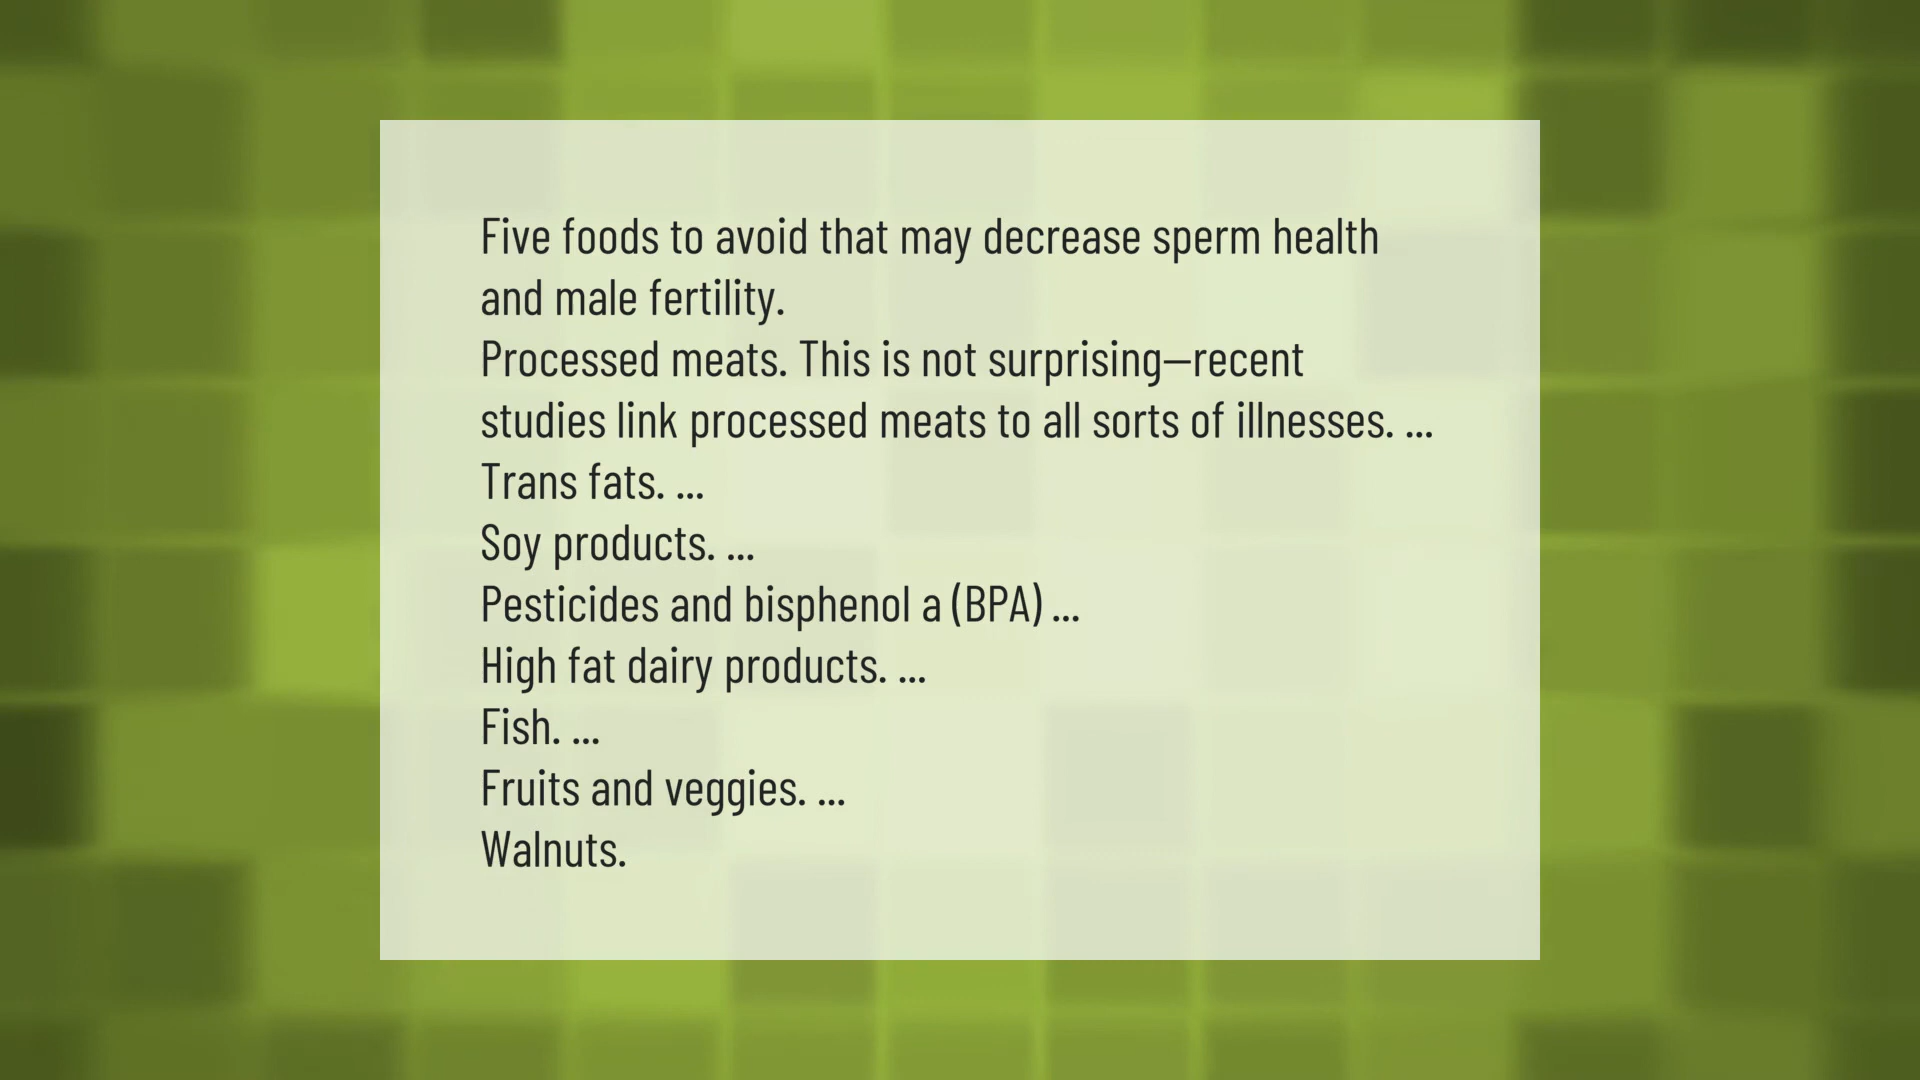 Five foods to avoid that may decrease sperm health
and male fertility.
Processed meats. This is not surprising—recent
studies link processed meats to all sorts of illnesses. ...
Trans fats. ...
Soy products. ...
Pesticides and bisphenol a (BPA) ...
High fat dairy products. ...
Fish. ...
Fruits and veggies. ...
Walnuts.